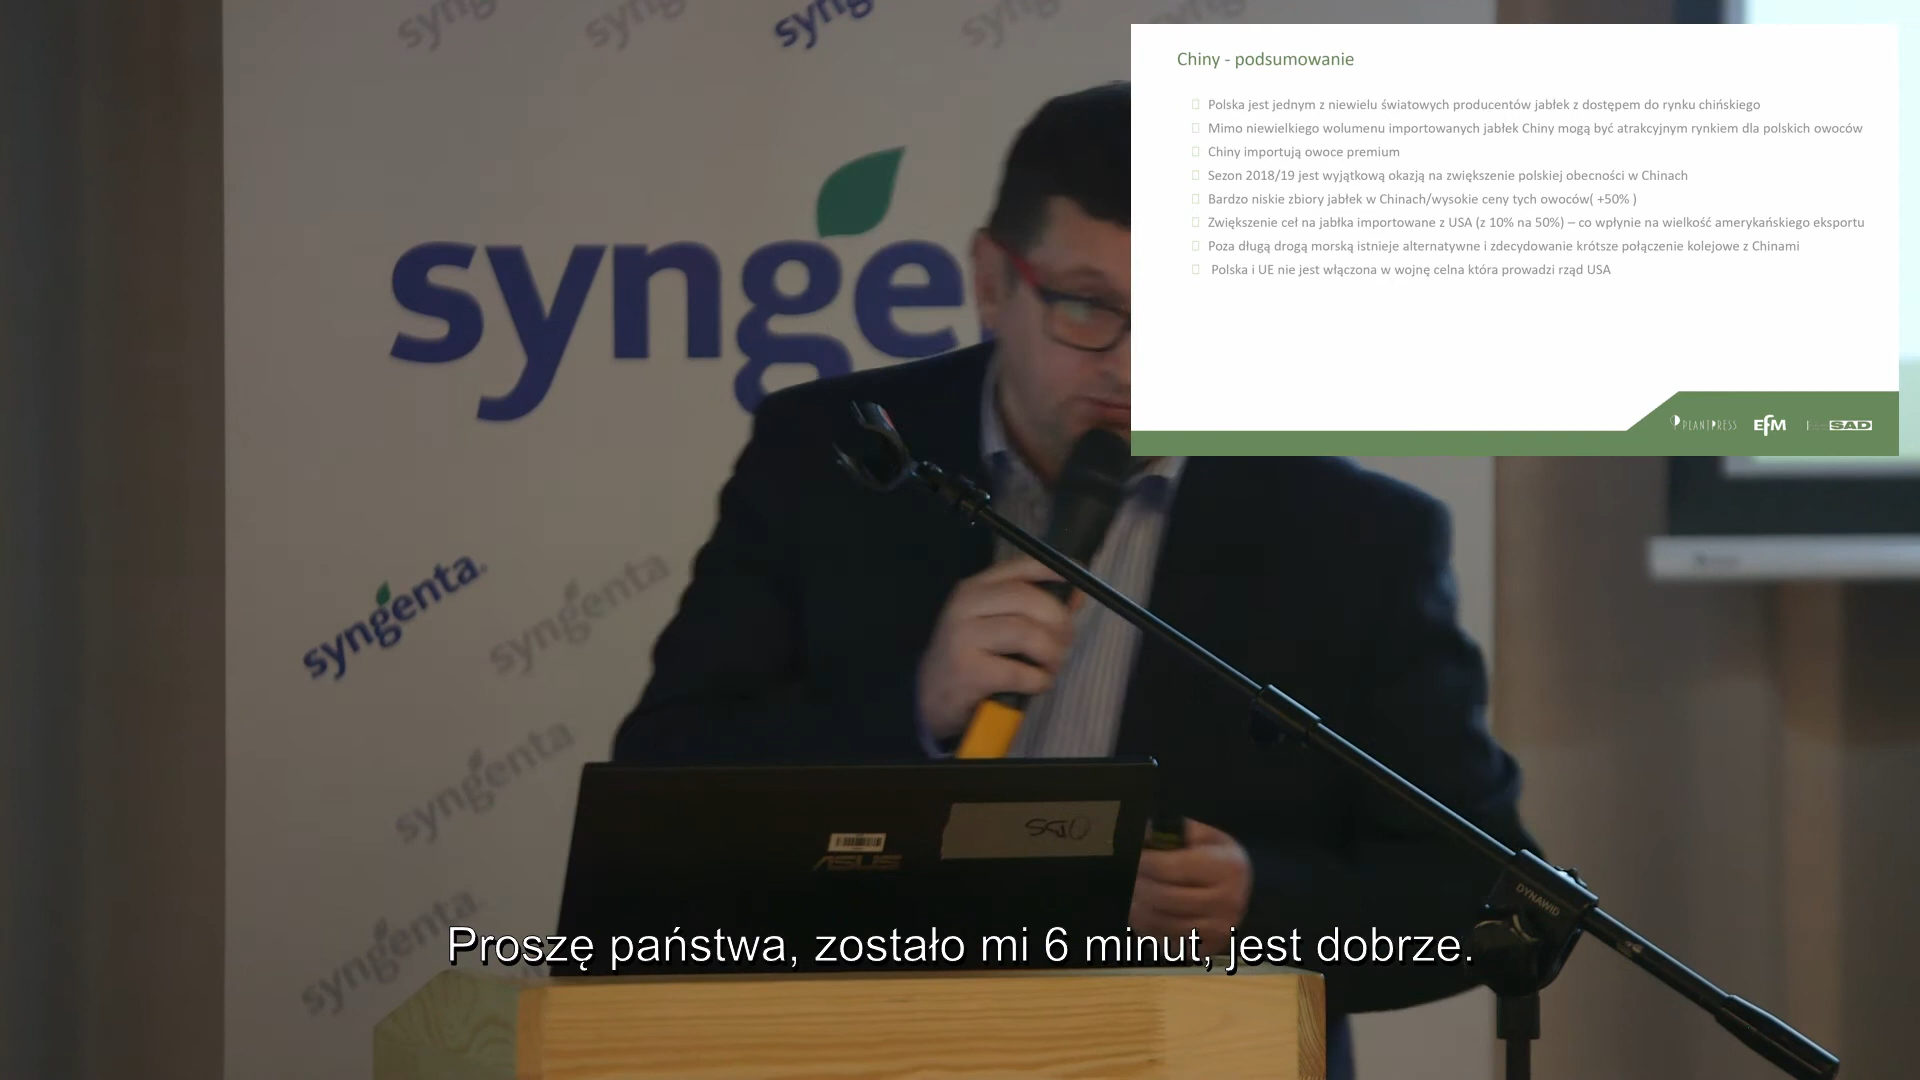 syngenta
Chiny - podsumowanie
Polska jest jednym z niewielu światowych producentów jabłek z dostępem do rynku chińskiego
Mimo niewielkiego wolumenu importowanych jabłek Chiny mogą być atrakcyjnym rynkiem dla polskich owoców
Chiny importują owoce premium
Sezon 2018/19 jest wyjątkową okazją na zwiększenie polskiej obecności w Chinach
Bardzo niskie zbiory jabłek w Chinach/wysokie ceny tych owoców( +50% )
Zwiększenie ceł na jabłka importowane z USA (z 10% na 50%) – co wpłynie na wielkość amerykańskiego eksportu
Poza długą drogą morską istnieje alternatywne i zdecydowanie krótsze połączenie kolejowe z Chinami
Polska i UE nie jest włączona w wojnę celna która prowadzi rząd USA
PLANTPRESS EFM SAD
synge
syngenta
syngenta
syngenta
syngenta
ASUS
DYNAWID
Proszę państwa, zostało mi 6 minut, jest dobrze.